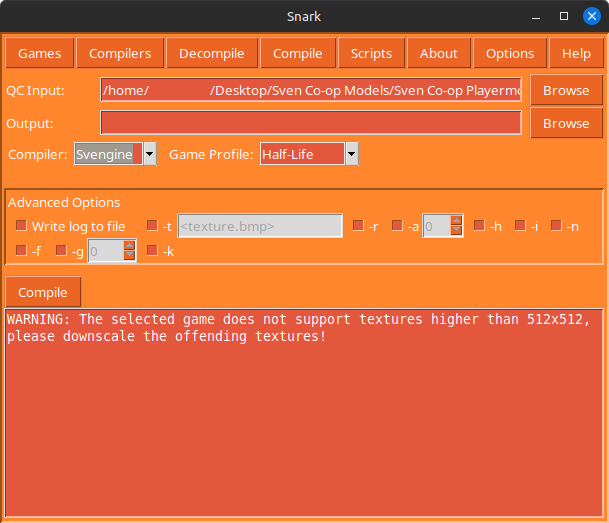 Snark
Games Compilers Decompile Compile Scripts About Options Help
QC Input: /home/ /Desktop/Sven Co-op Models/Sven Co-op Playermo Browse
Output: Browse
Compiler: Svengine Game Profile: Half-Life
Advanced Options
Write log to file -t <texture.bmp> -r -a 0 -h -i -n
-f -g 0 -k
Compile
WARNING: The selected game does not support textures higher than 512x512,
please downscale the offending textures!